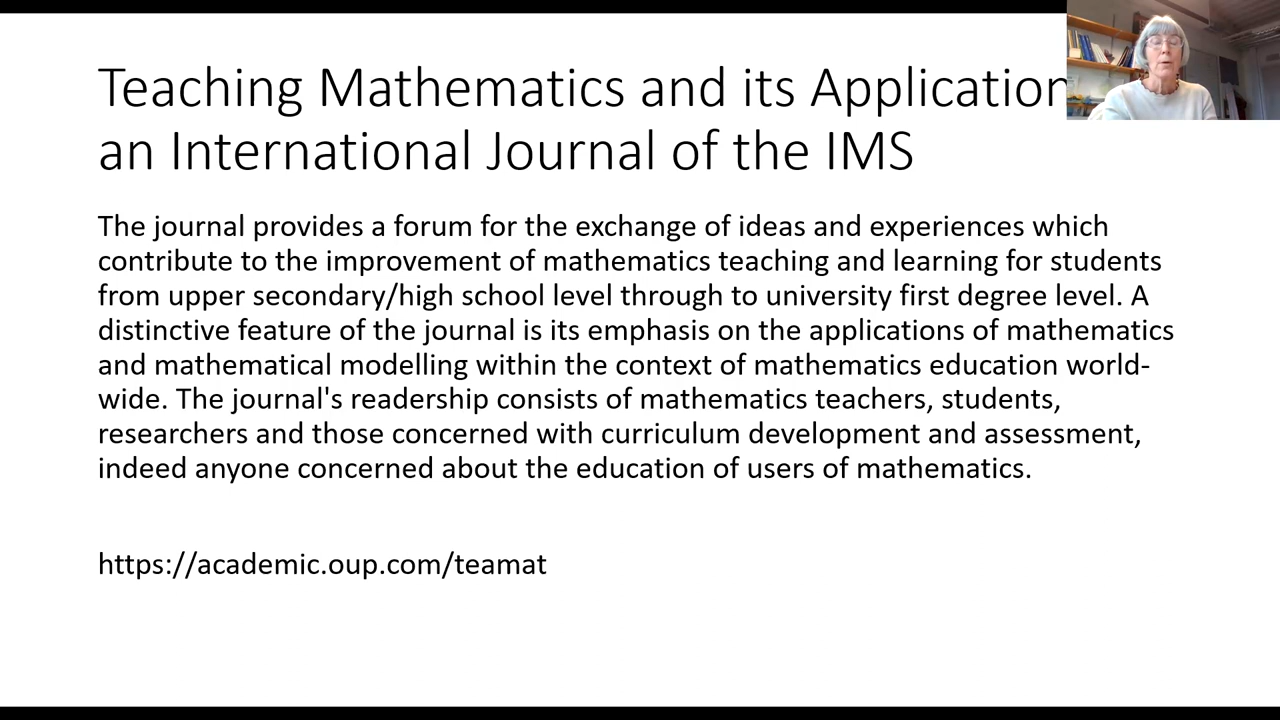 Teaching Mathematics and its Application
an International Journal of the IMS
The journal provides a forum for the exchange of ideas and experiences which
contribute to the improvement of mathematics teaching and learning for students
from upper secondary/high school level through to university first degree level. A
distinctive feature of the journal is its emphasis on the applications of mathematics
and mathematical modelling within the context of mathematics education world-
wide. The journal's readership consists of mathematics teachers, students,
researchers and those concerned with curriculum development and assessment,
indeed anyone concerned about the education of users of mathematics.
https://academic.oup.com/teamat